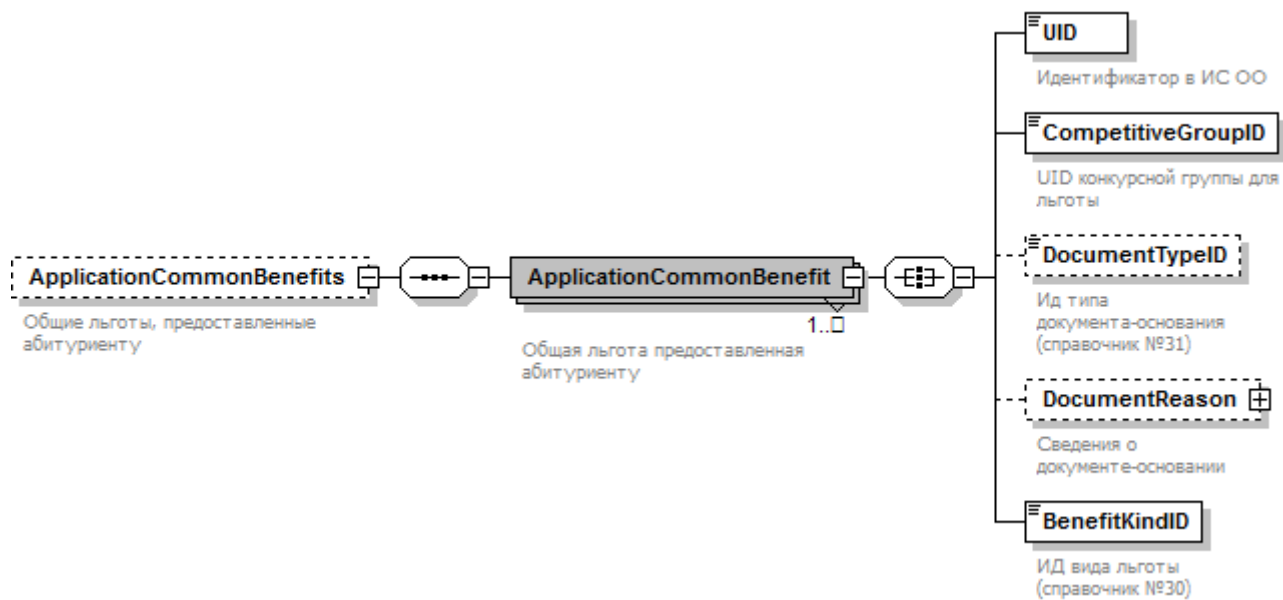 UID
Идентификатор в ИС ОО
CompetitiveGroupID
UID конкурсной группы для
льготы
ApplicationCommonBenefits
Общие льготы, предоставленные
абитуриенту
ApplicationCommonBenefit
1..□
Общая льгота предоставленная
абитуриенту
DocumentTypeID
Ид типа
документа-основания
(справочник №31)
DocumentReason
Сведения о
документе-основании
BenefitKindID
ИД вида льготы
(справочник №30)